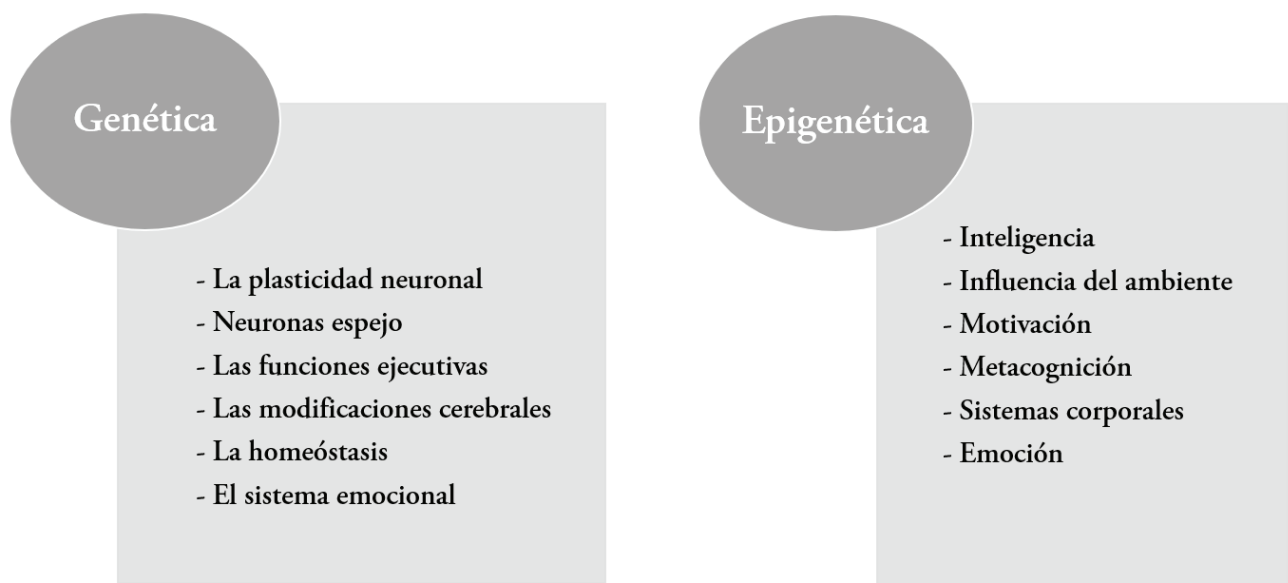 Genética
- La plasticidad neuronal
- Neuronas espejo
- Las funciones ejecutivas
- Las modificaciones cerebrales
- La homeóstasis
- El sistema emocional
Epigenética
- Inteligencia
- Influencia del ambiente
- Motivación
- Metacognición
- Sistemas corporales
- Emoción